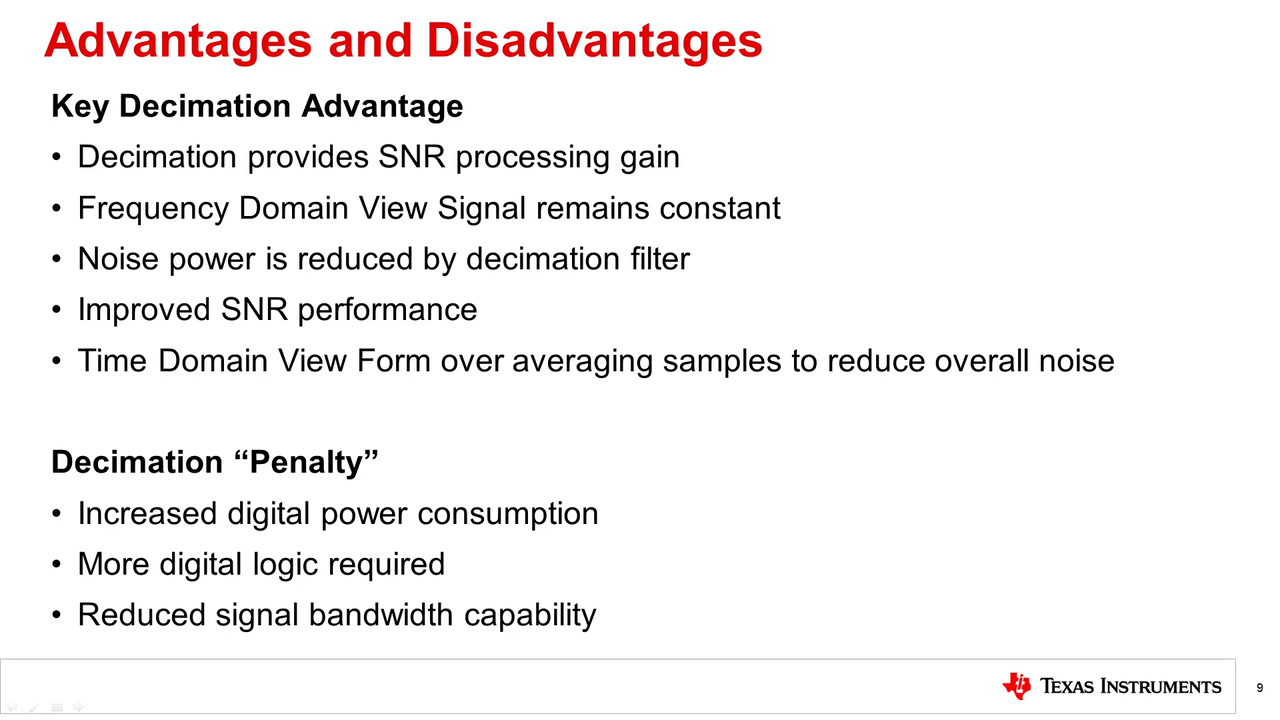 Advantages and Disadvantages
Key Decimation Advantage
• Decimation provides SNR processing gain
• Frequency Domain View Signal remains constant
• Noise power is reduced by decimation filter
• Improved SNR performance
• Time Domain View Form over averaging samples to reduce overall noise
Decimation “Penalty”
• Increased digital power consumption
• More digital logic required
• Reduced signal bandwidth capability
TEXAS INSTRUMENTS
9